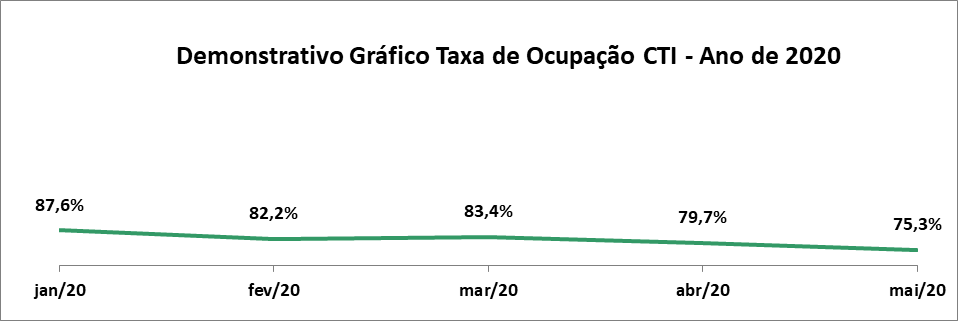 Demonstrativo Gráfico Taxa de Ocupação CTI - Ano de 2020
87,6%
82,2%
83,4%
79,7%
75,3%
jan/20
fev/20
mar/20
abr/20
mai/20